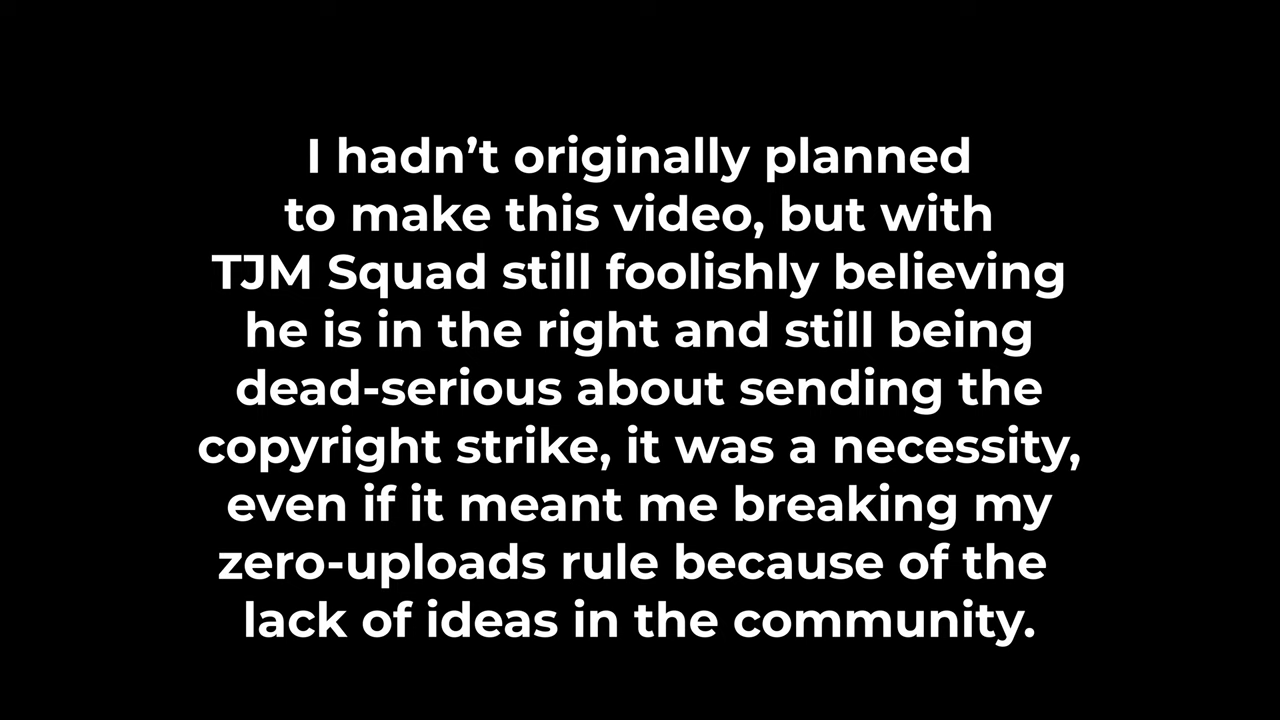 I hadn’t originally planned
to make this video, but with
TJM Squad still foolishly believing
he is in the right and still being
dead-serious about sending the
copyright strike, it was a necessity,
even if it meant me breaking my
zero-uploads rule because of the
lack of ideas in the community.